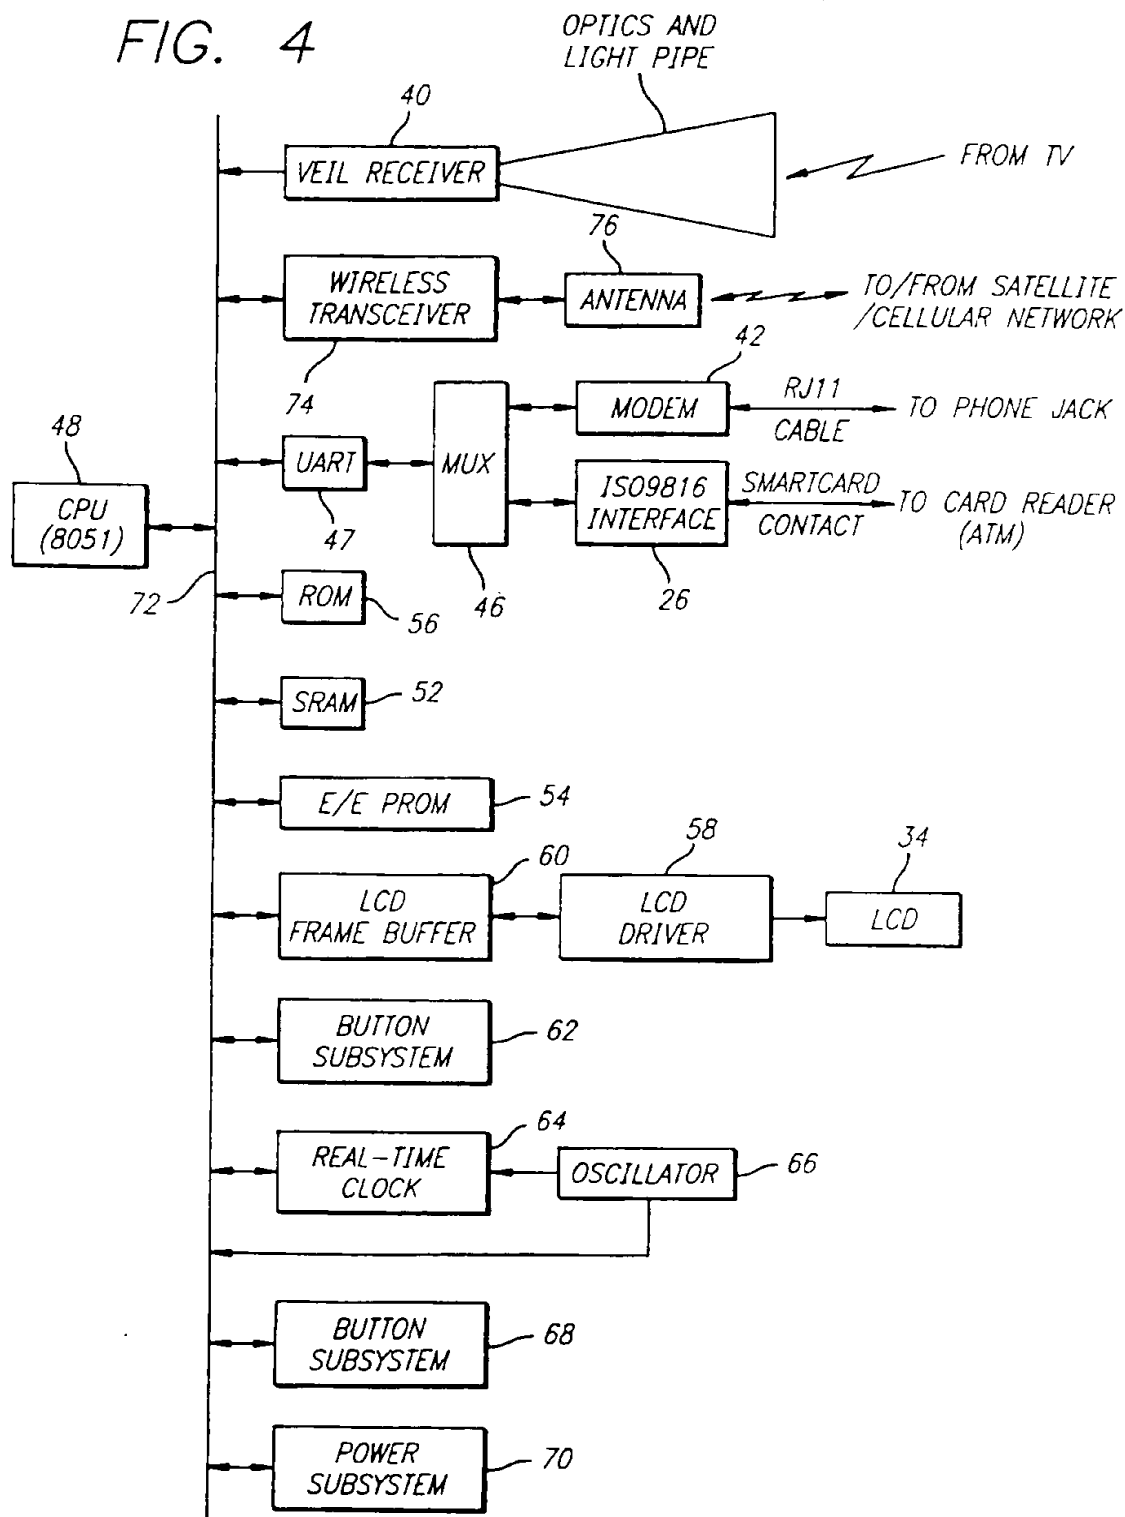 FIG. 4
OPTICS AND
LIGHT PIPE
40
VEIL RECEIVER
FROM TV
76
WIRELESS
TRANSCEIVER
ANTENNA
TO/FROM SATELLITE
/CELLULAR NETWORK
74
42
MODEM
RJ11
CABLE
TO PHONE JACK
48
CPU
(8051)
UART
47
MUX
46
ISO9816
INTERFACE
26
SMARTCARD
CONTACT
TO CARD READER
(ATM)
72
ROM
56
SRAM
52
E/E PROM
54
60
LCD
FRAME BUFFER
58
LCD
DRIVER
34
LCD
BUTTON
SUBSYSTEM
62
64
REAL-TIME
CLOCK
OSCILLATOR
66
BUTTON
SUBSYSTEM
68
POWER
SUBSYSTEM
70